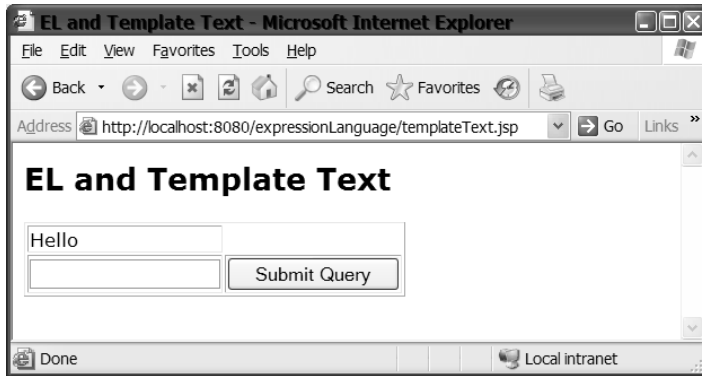 EL and Template Text - Microsoft Internet Explorer
File Edit View Favorites Tools Help
Back Search Favorites
Address http://localhost:8080/expressionLanguage/templateText.jsp Go Links »
EL and Template Text
Hello
Submit Query
Done Local intranet